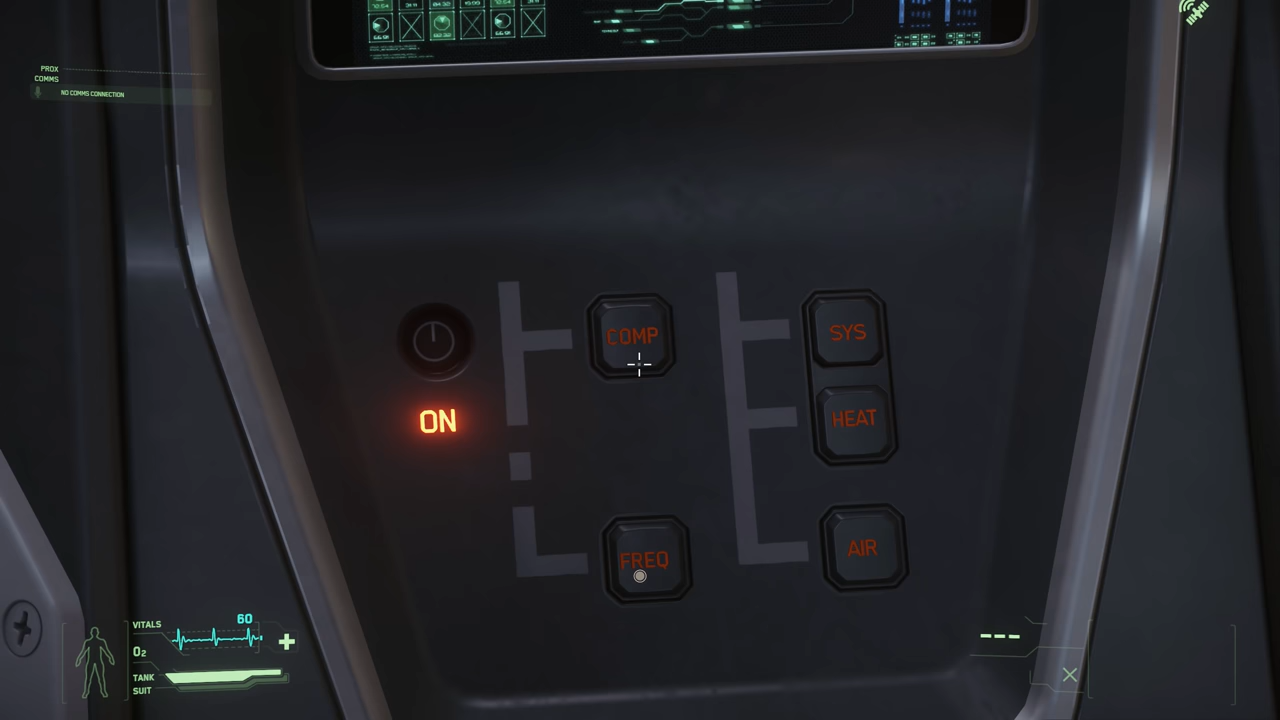 PROX
COMMS
NO COMMS CONNECTION
COMP
SYS
ON
HEAT
FREQ
AIR
VITALS
60
O₂
TANK
SUIT